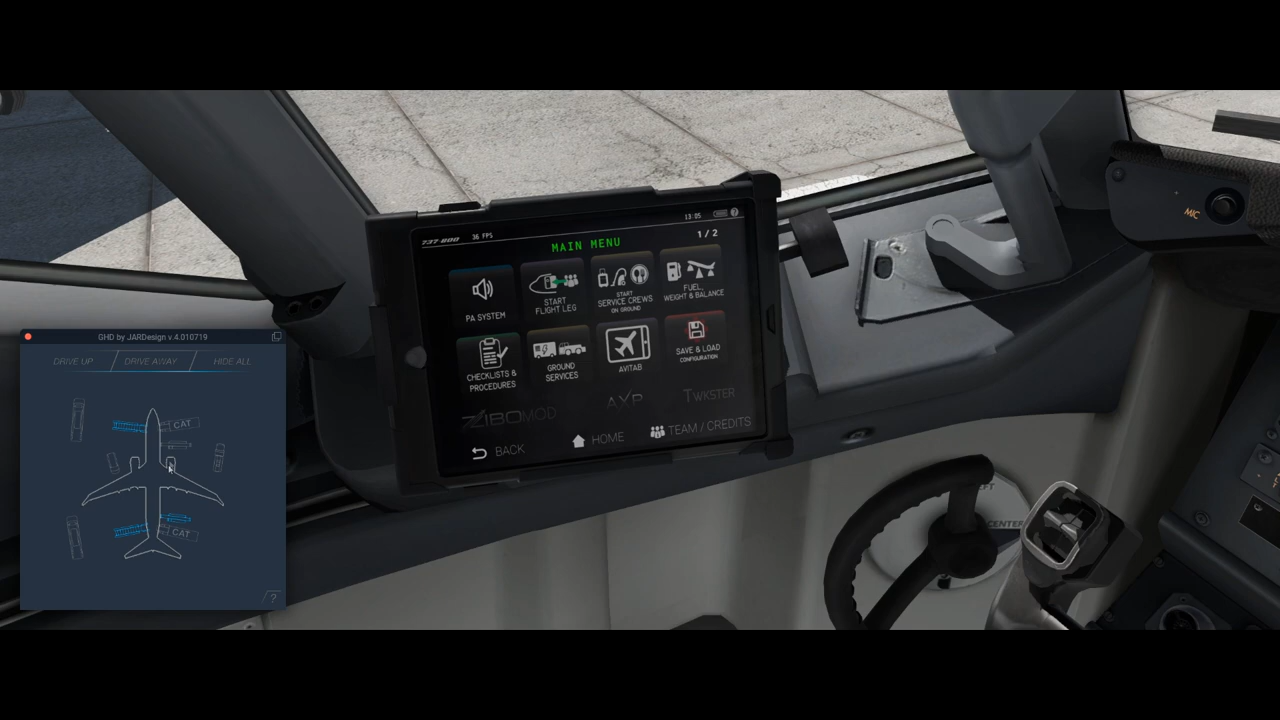 737-800 36 FPS 13:05
MAIN MENU 1/2
PA SYSTEM
START
FLIGHT LEG
START
SERVICE CREWS
ON GROUND
FUEL,
WEIGHT & BALANCE
CHECKLISTS &
PROCEDURES
GROUND
SERVICES
AVITAB
SAVE & LOAD
CONFIGURATION
ZIBOMOD AXP TWKSTER
BACK HOME TEAM / CREDITS
MIC
GHD by JARDesign v.4.010719
DRIVE UP DRIVE AWAY HIDE ALL
CAT
CAT
?
CENTER